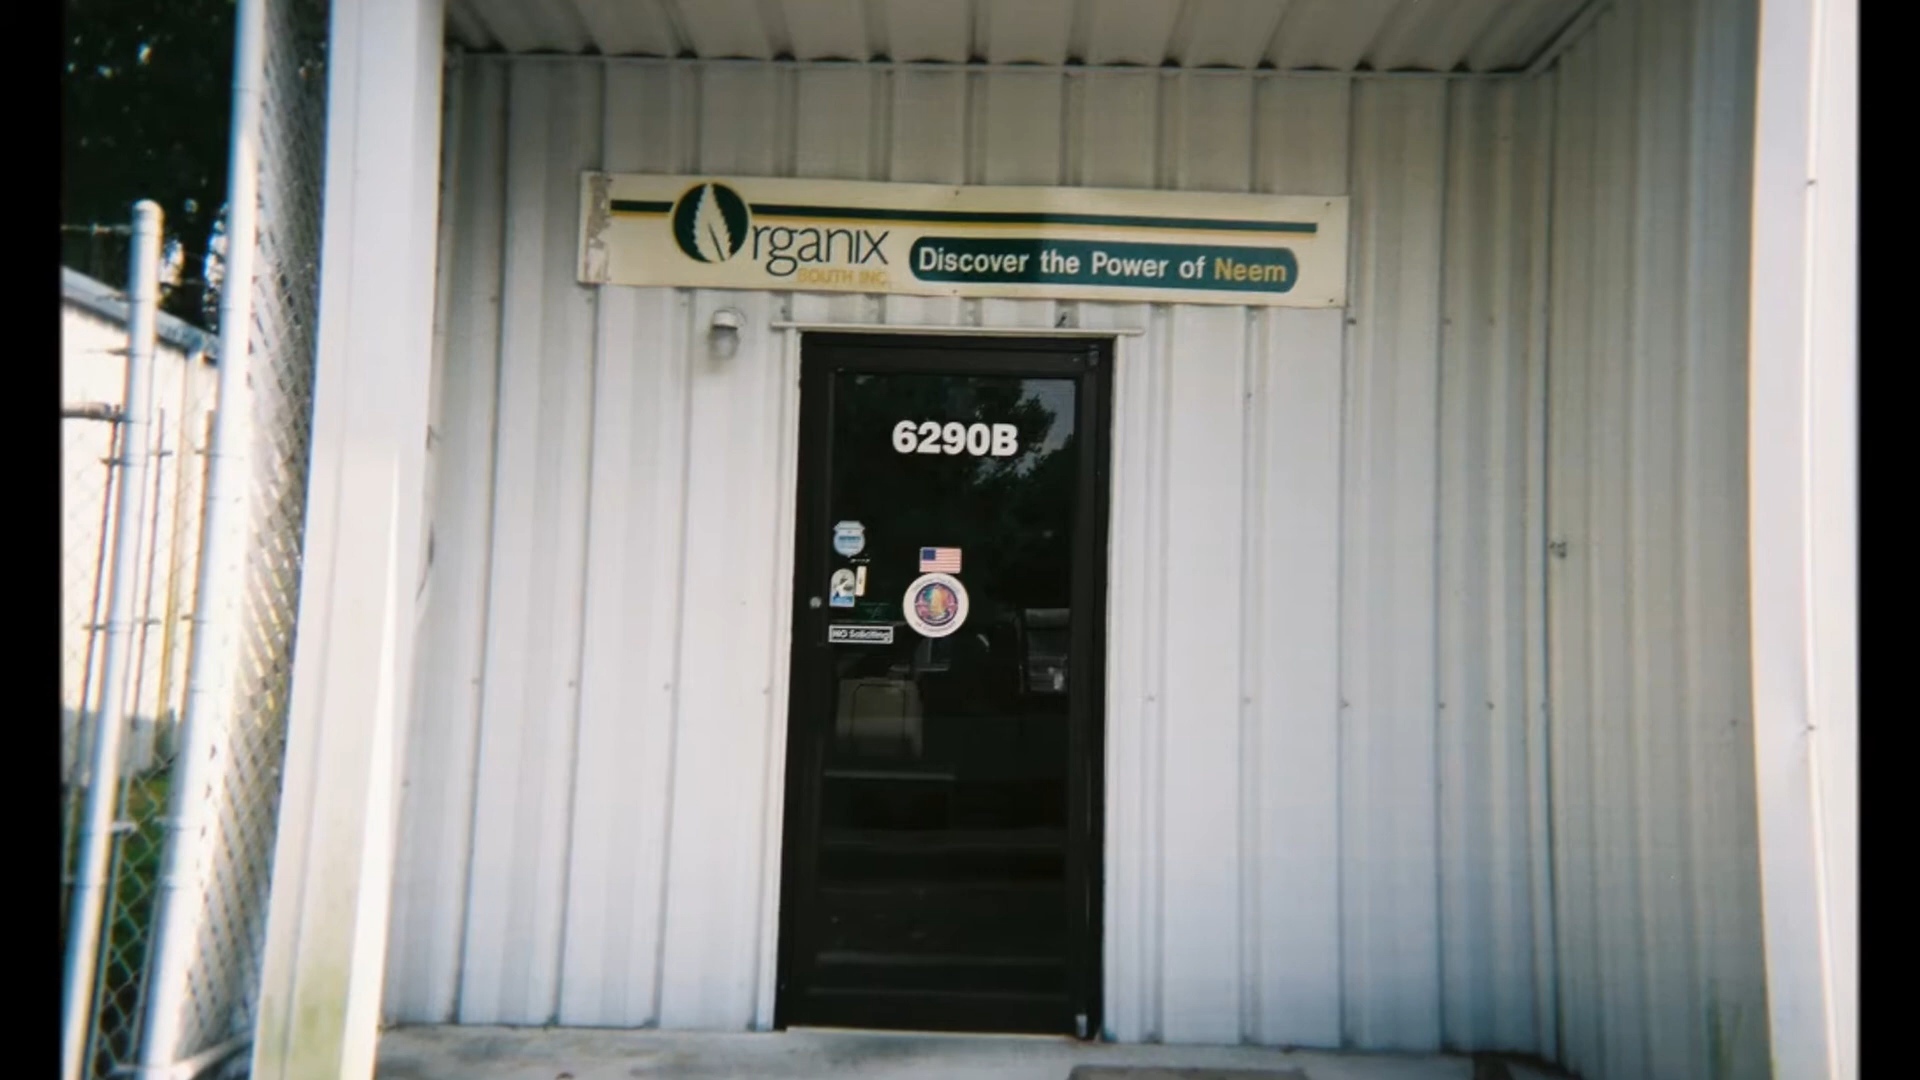 Organix
SOUTH INC.
Discover the Power of Neem
6290B
NO Soliciting